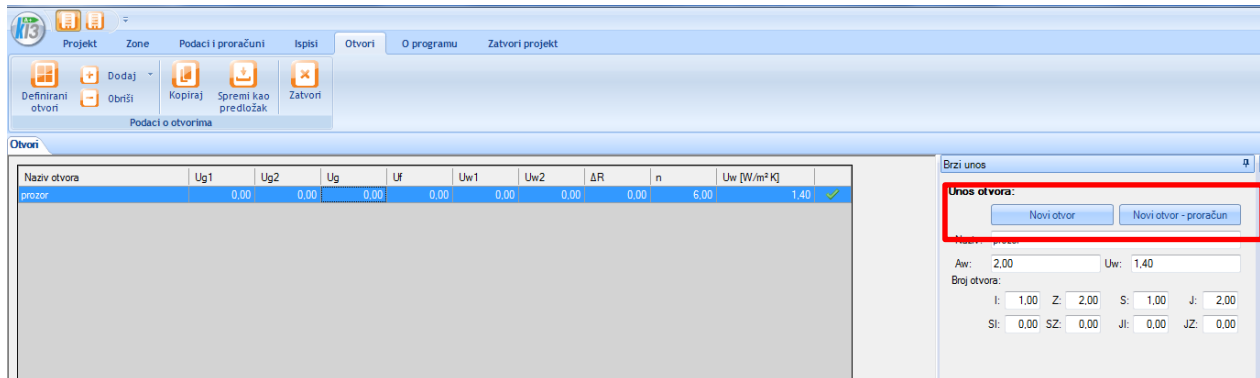 KI3 A+
Projekt Zone Podaci i proračuni Ispisi Otvori O programu Zatvori projekt
Definirani otvori
Dodaj
Obriši
Kopiraj
Spremi kao predložak
Zatvori
Podaci o otvorima
Otvori
Naziv otvora Ug1 Ug2 Ug Uf Uw1 Uw2 ΔR n Uw [W/m² K]
prozor 0,00 0,00 0,00 0,00 0,00 0,00 0,00 6,00 1,40
Brzi unos
Unos otvora:
Novi otvor Novi otvor - proračun
Naziv: prozor
Aw: 2,00 Uw: 1,40
Broj otvora:
I: 1,00 Z: 2,00 S: 1,00 J: 2,00
SI: 0,00 SZ: 0,00 JI: 0,00 JZ: 0,00